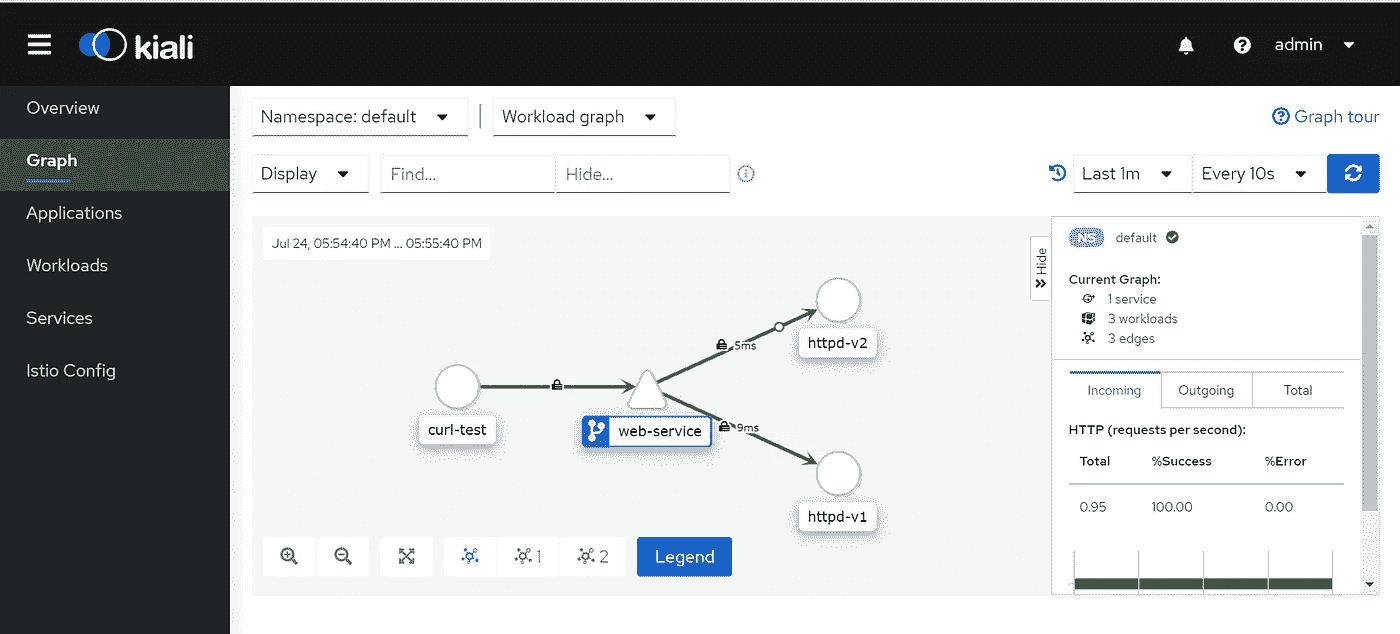 kiali
admin
Overview
Graph
Applications
Workloads
Services
Istio Config
Namespace: default
Workload graph
Graph tour
Display
Find...
Hide...
Last 1m
Every 10s
Jul 24, 05:54:40 PM ... 05:55:40 PM
Hide
httpd-v2
5ms
curl-test
web-service
9ms
httpd-v1
1
2
Legend
NS default
Current Graph:
1 service
3 workloads
3 edges
Incoming Outgoing Total
HTTP (requests per second):
Total %Success %Error
0.95 100.00 0.00